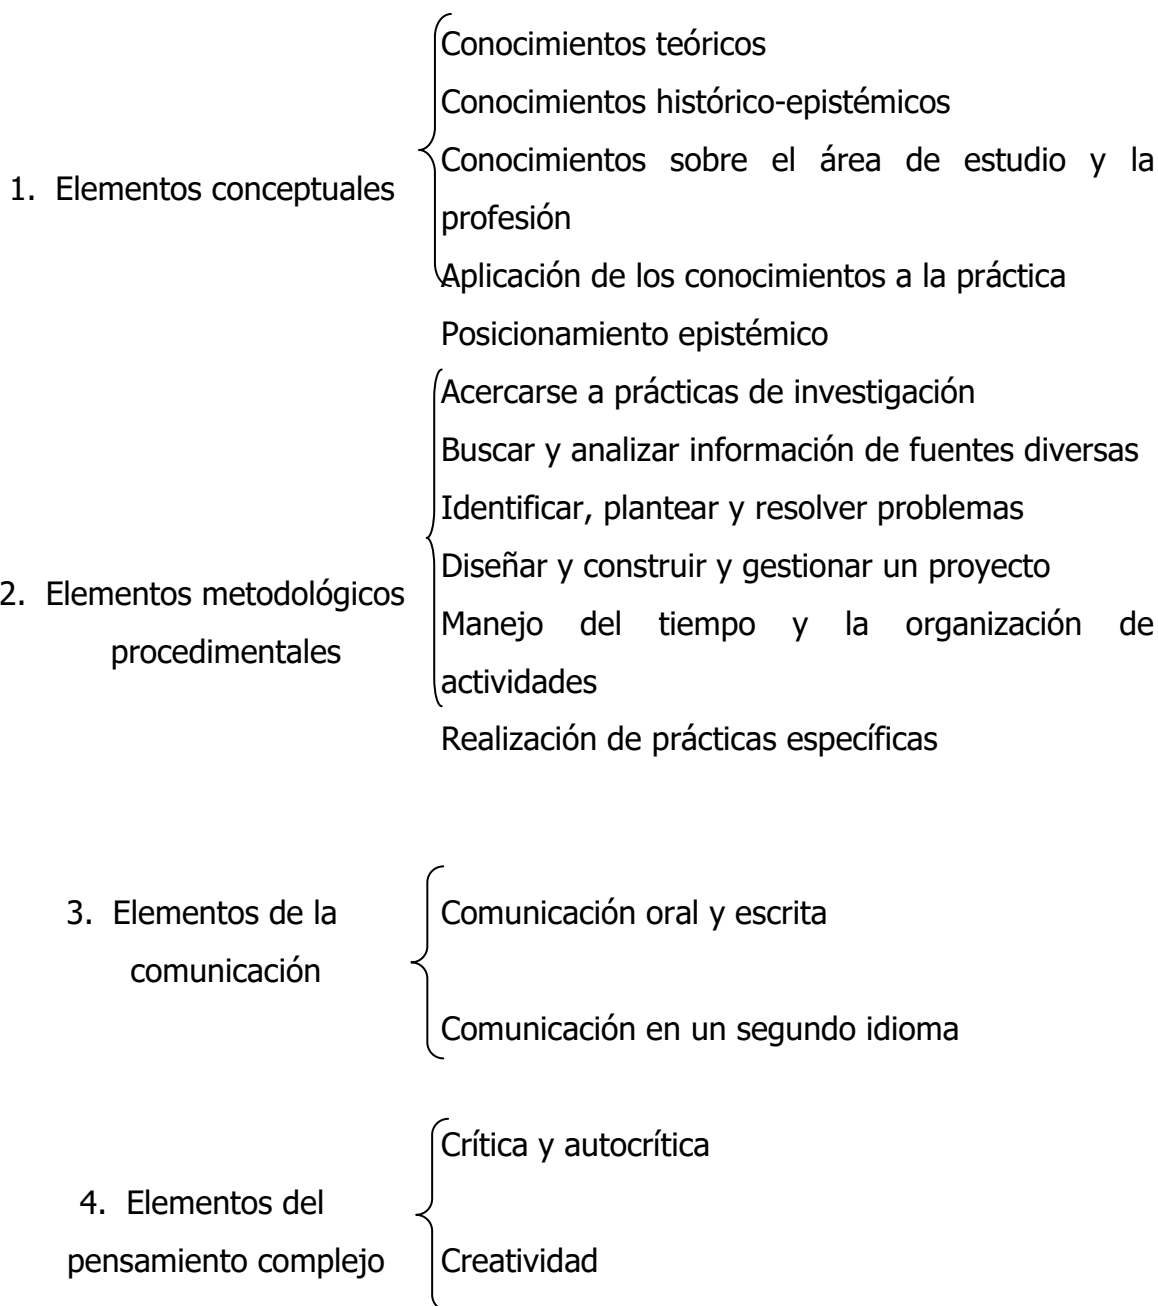 Conocimientos teóricos
Conocimientos histórico-epistémicos
Conocimientos sobre el área de estudio y la
profesión
1. Elementos conceptuales
Aplicación de los conocimientos a la práctica
Posicionamiento epistémico
Acercarse a prácticas de investigación
Buscar y analizar información de fuentes diversas
Identificar, plantear y resolver problemas
Diseñar y construir y gestionar un proyecto
2. Elementos metodológicos
procedimentales
Manejo del tiempo y la organización de
actividades
Realización de prácticas específicas
3. Elementos de la
comunicación
Comunicación oral y escrita
Comunicación en un segundo idioma
4. Elementos del
pensamiento complejo
Crítica y autocrítica
Creatividad